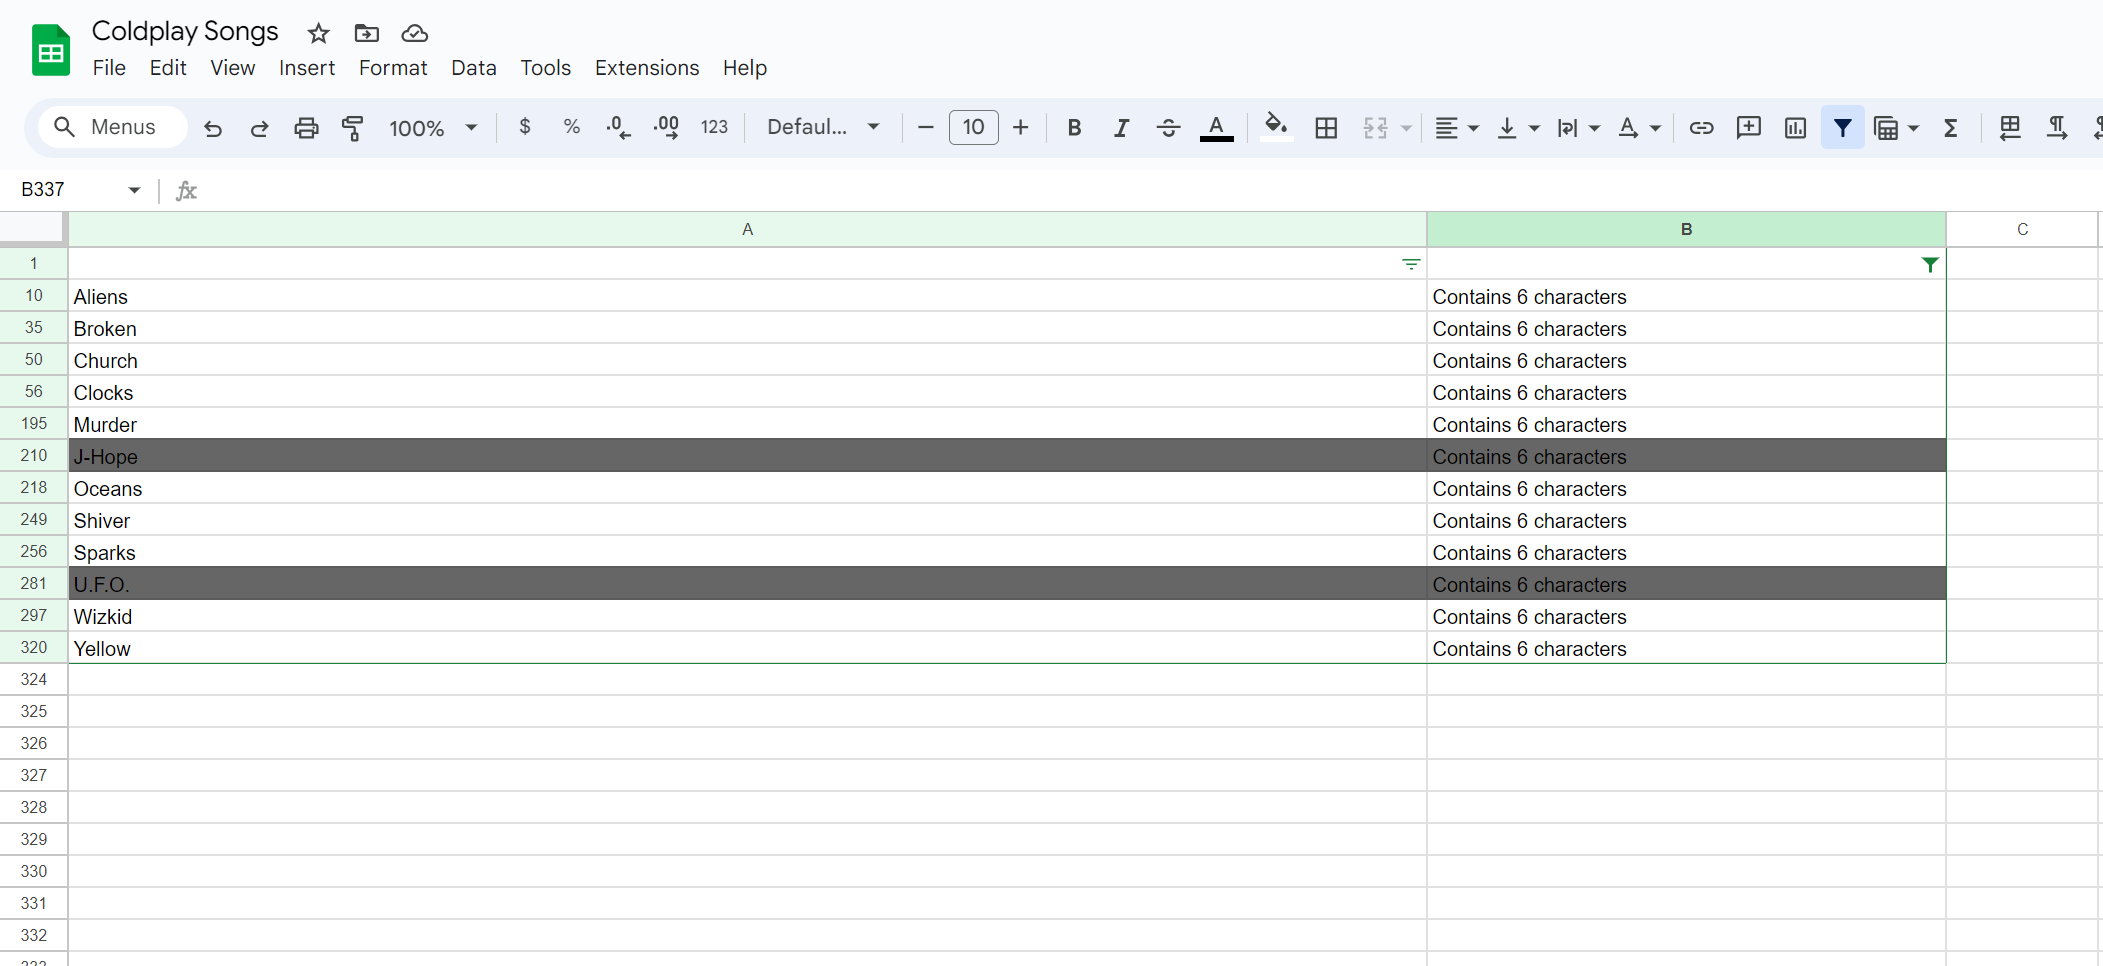 Coldplay Songs
File Edit View Insert Format Data Tools Extensions Help
Menus 100% $ % .0 .00 123 Defaul... 10 B I A
B337 fx
A B C
1
10 Aliens Contains 6 characters
35 Broken Contains 6 characters
50 Church Contains 6 characters
56 Clocks Contains 6 characters
195 Murder Contains 6 characters
210 J-Hope Contains 6 characters
218 Oceans Contains 6 characters
249 Shiver Contains 6 characters
256 Sparks Contains 6 characters
281 U.F.O. Contains 6 characters
297 Wizkid Contains 6 characters
320 Yellow Contains 6 characters
324
325
326
327
328
329
330
331
332